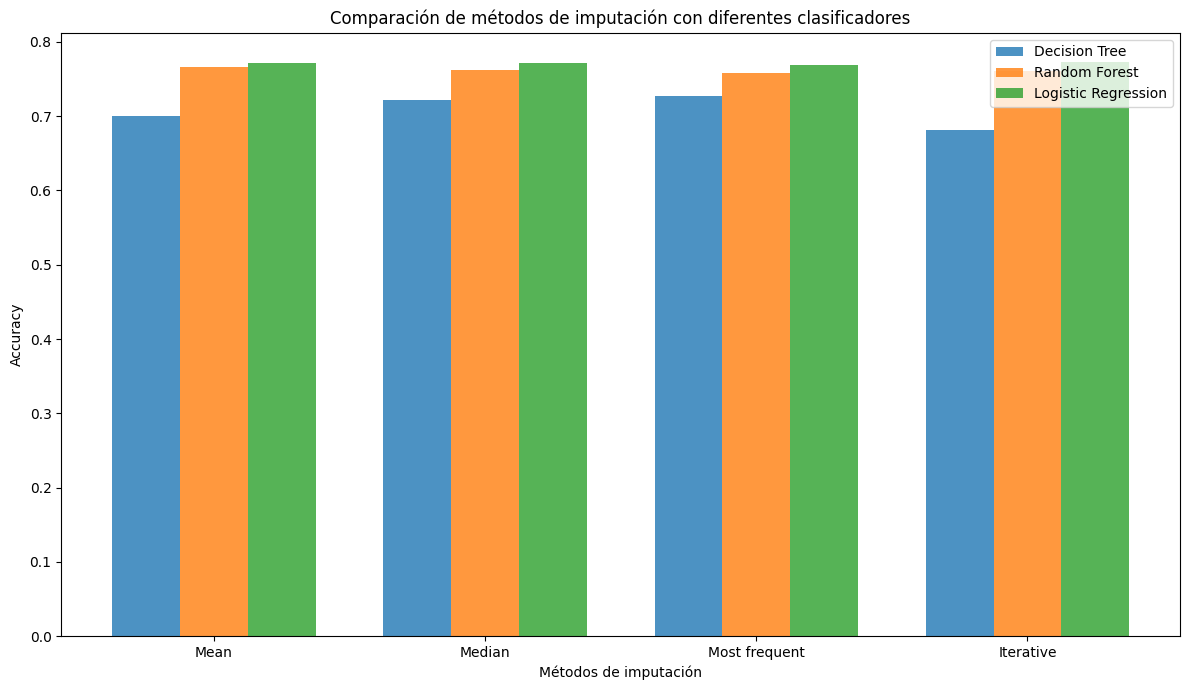 Comparación de métodos de imputación con diferentes clasificadores
Decision Tree
Random Forest
Logistic Regression
Accuracy
0.8
0.7
0.6
0.5
0.4
0.3
0.2
0.1
0.0
Mean
Median
Most frequent
Iterative
Métodos de imputación